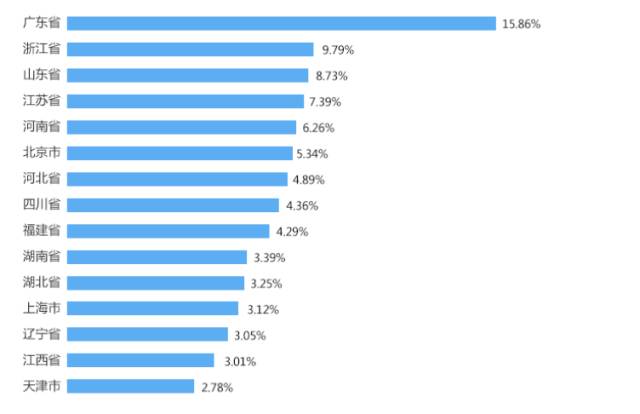 广东省 15.86%
浙江省 9.79%
山东省 8.73%
江苏省 7.39%
河南省 6.26%
北京市 5.34%
河北省 4.89%
四川省 4.36%
福建省 4.29%
湖南省 3.39%
湖北省 3.25%
上海市 3.12%
辽宁省 3.05%
江西省 3.01%
天津市 2.78%